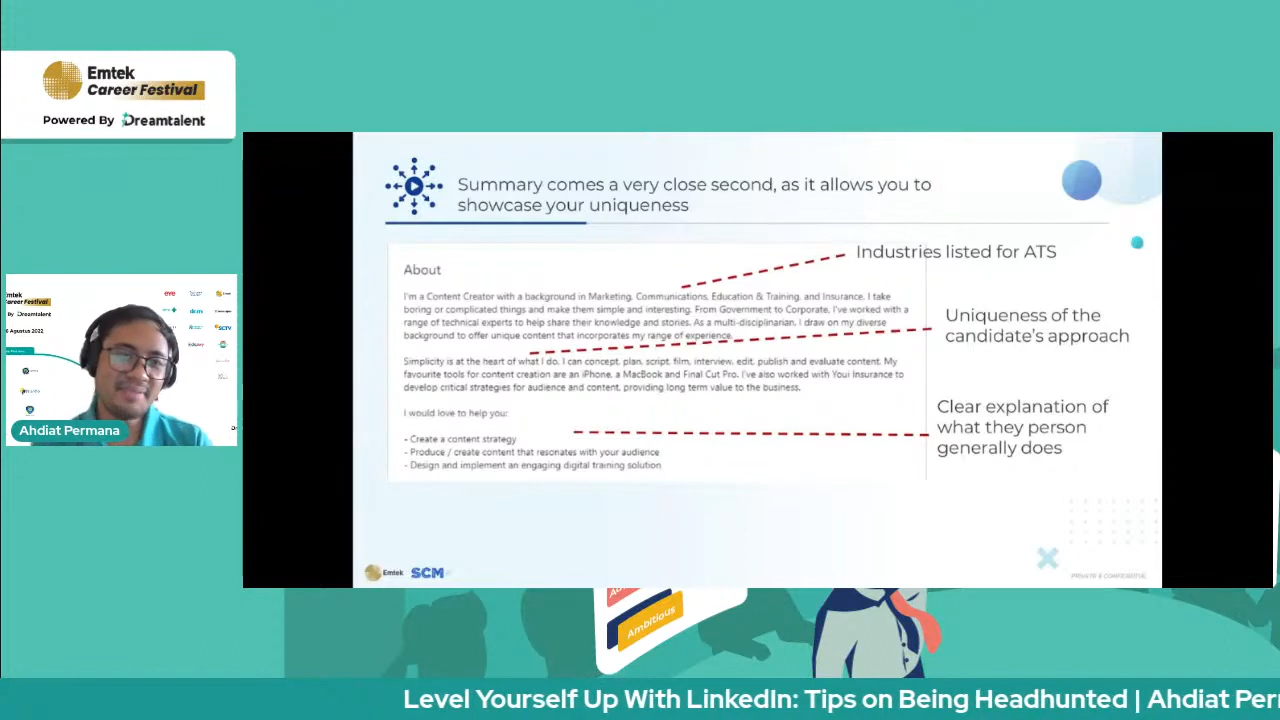 Emtek
Career Festival
Powered By Dreamtalent
Summary comes a very close second, as it allows you to
showcase your uniqueness
About
I'm a Content Creator with a background in Marketing, Communications, Education & Training, and Insurance. I take
boring or complicated things and make them simple and interesting. From Government to Corporate, I've worked with a
range of technical experts to help share their knowledge and stories. As a multi-disciplinarian, I draw on my diverse
background to offer unique content that incorporates my range of experience.
Simplicity is at the heart of what I do. I can concept, plan, script, film, interview, edit, publish and evaluate content. My
favourite tools for content creation are an iPhone, a MacBook and Final Cut Pro. I've also worked with Your Insurance to
develop critical strategies for audience and content, providing long term value to the business.
I would love to help you:
- Create a content strategy
- Produce / create content that resonates with your audience
- Design and implement an engaging digital training solution
Industries listed for ATS
Uniqueness of the
candidate's approach
Clear explanation of
what they person
generally does
Emtek SCM
PRIVATE & CONFIDENTIAL
Emtek
Career Festival
Ahdiat Permana
Ambitious
Level Yourself Up With LinkedIn: Tips on Being Headhunted | Ahdiat Per